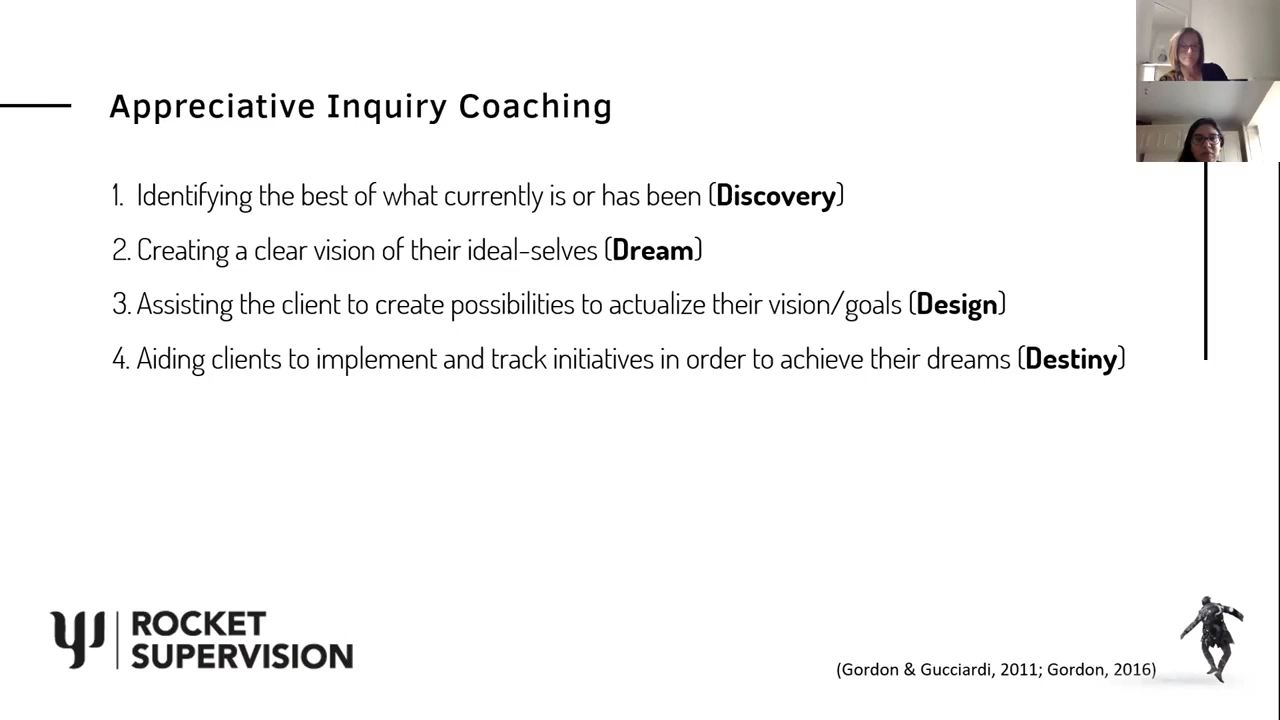 Appreciative Inquiry Coaching
1. Identifying the best of what currently is or has been (Discovery)
2. Creating a clear vision of their ideal-selves (Dream)
3. Assisting the client to create possibilities to actualize their vision/goals (Design)
4. Aiding clients to implement and track initiatives in order to achieve their dreams (Destiny)
ROCKET
SUPERVISION
(Gordon & Gucciardi, 2011; Gordon, 2016)